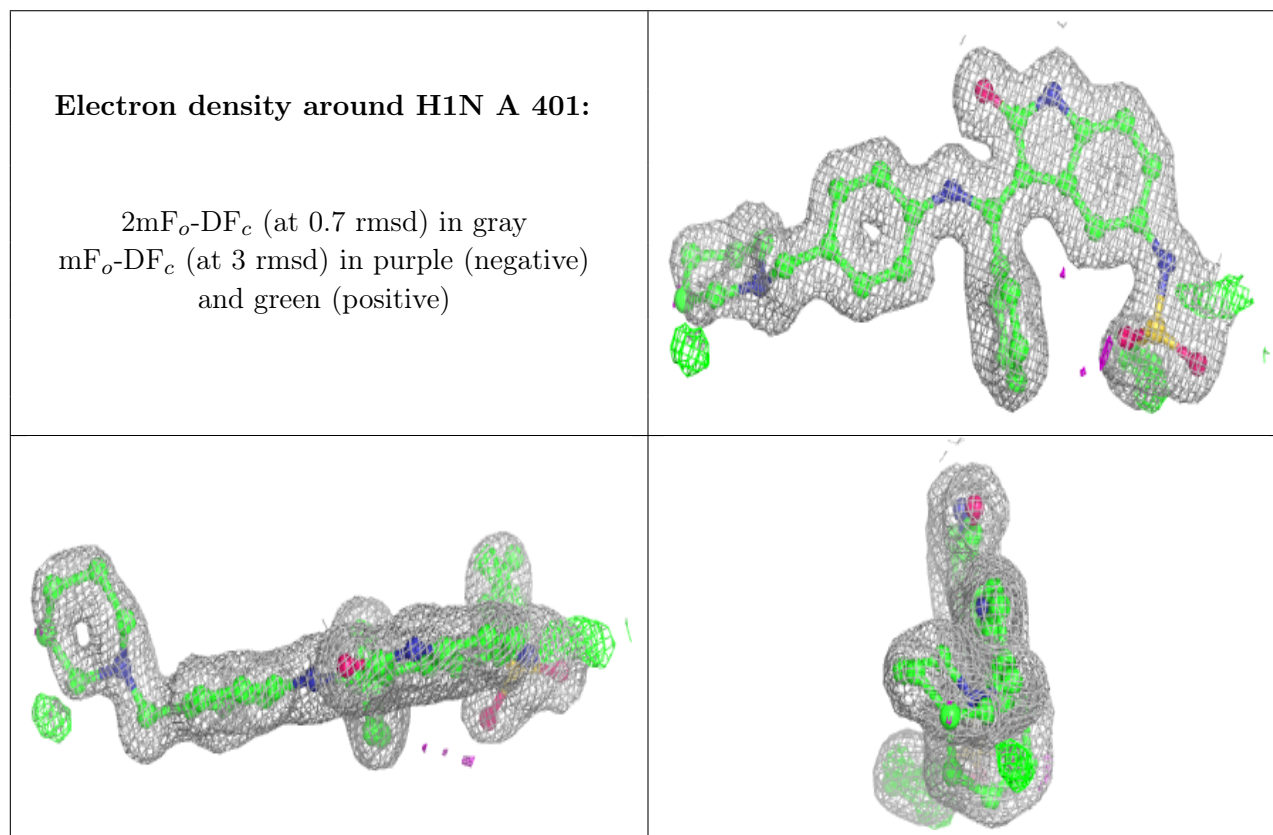 Electron density around H1N A 401:
2mFo-DFc (at 0.7 rmsd) in gray
mFo-DFc (at 3 rmsd) in purple (negative)
and green (positive)